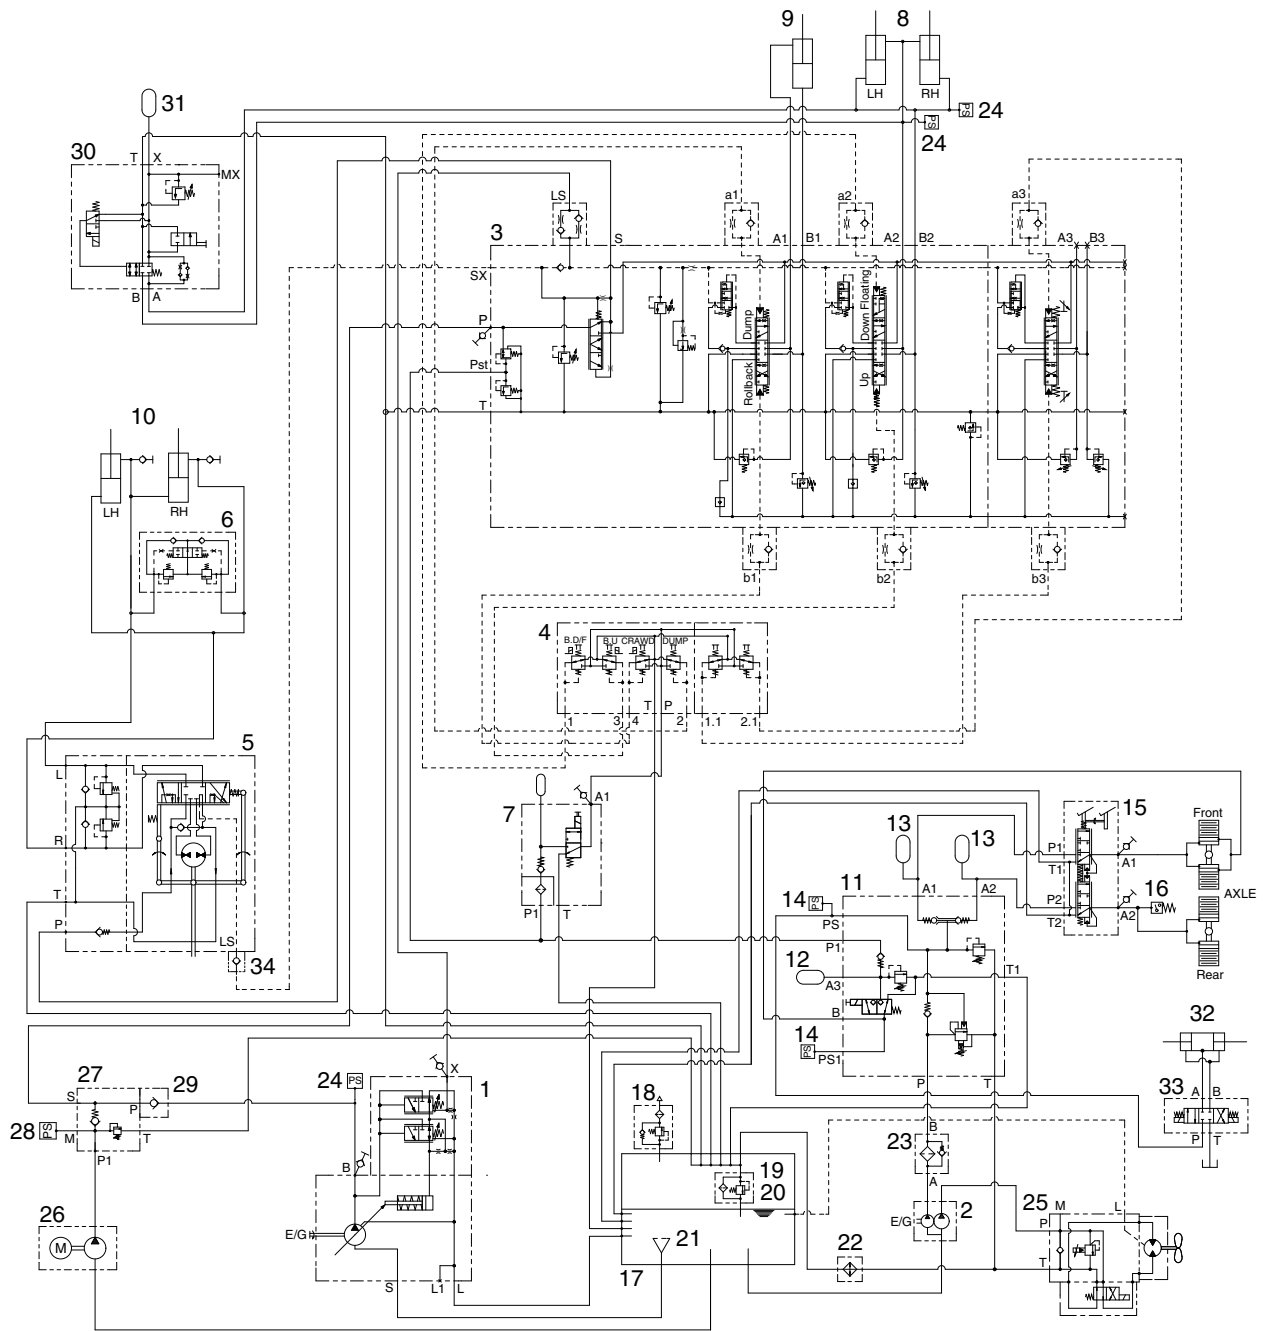 9
8
LH
RH
31
PS
24
PS
24
30
T X
MX
B A
LS
a1
a2
a3
3
S
A1
B1
A2
B2
A3
B3
SX
P
Pst
T
Dump
Rollback
Down Floating
Up
10
LH
RH
6
b1
b2
b3
4
B.D/F
B.U
CRAWD
DUMP
T P
1
3
4
2
1.1
2.1
5
L
R
T
P
LS
34
7
A1
P1
T
13
13
15
Front
P1
T1
A1
P2
T2
A2
16
AXLE
Rear
11
A1
A2
14
PS
PS
P1
12
A3
T1
B
14
PS
PS1
P
T
32
33
A B
P T
27
29
S
P
28
PS
M
T
P1
24
PS
1
X
B
26
M
E/G
S
L1
L
18
19
20
21
17
22
23
B
A
2
E/G
25
M
L
P
T